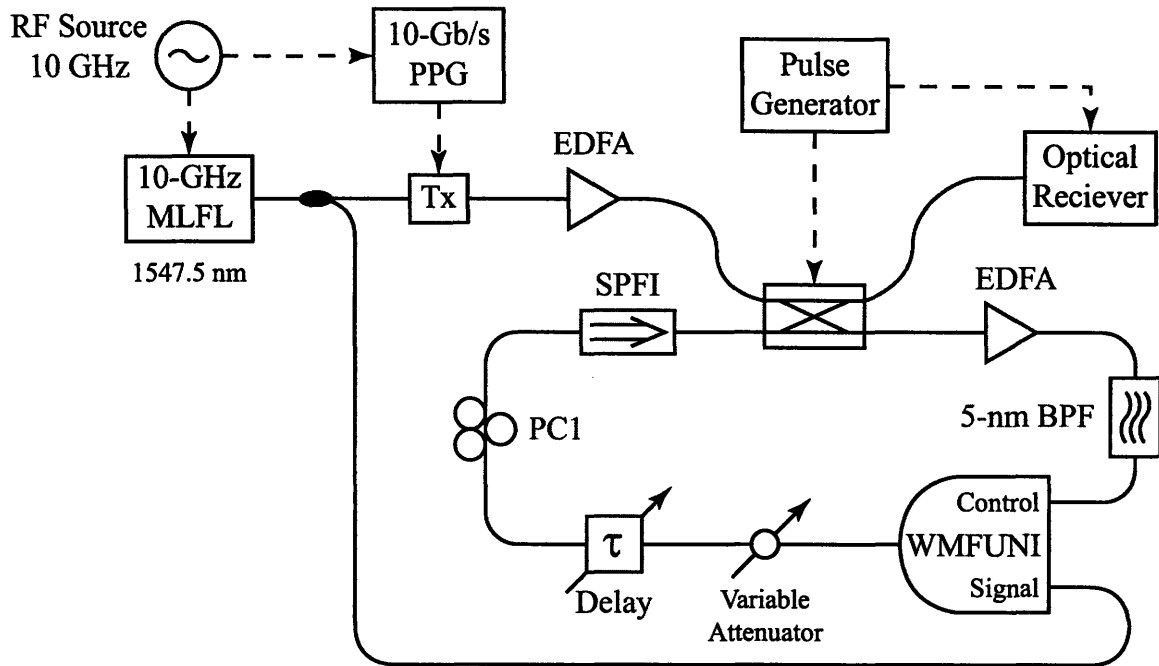 RF Source
10 GHz
10-Gb/s
PPG
Pulse
Generator
EDFA
10-GHz
MLFL
Tx
Optical
Reciever
1547.5 nm
SPFI
EDFA
PC1
5-nm BPF
Control
WMFUNI
Signal
τ
Delay
Variable
Attenuator